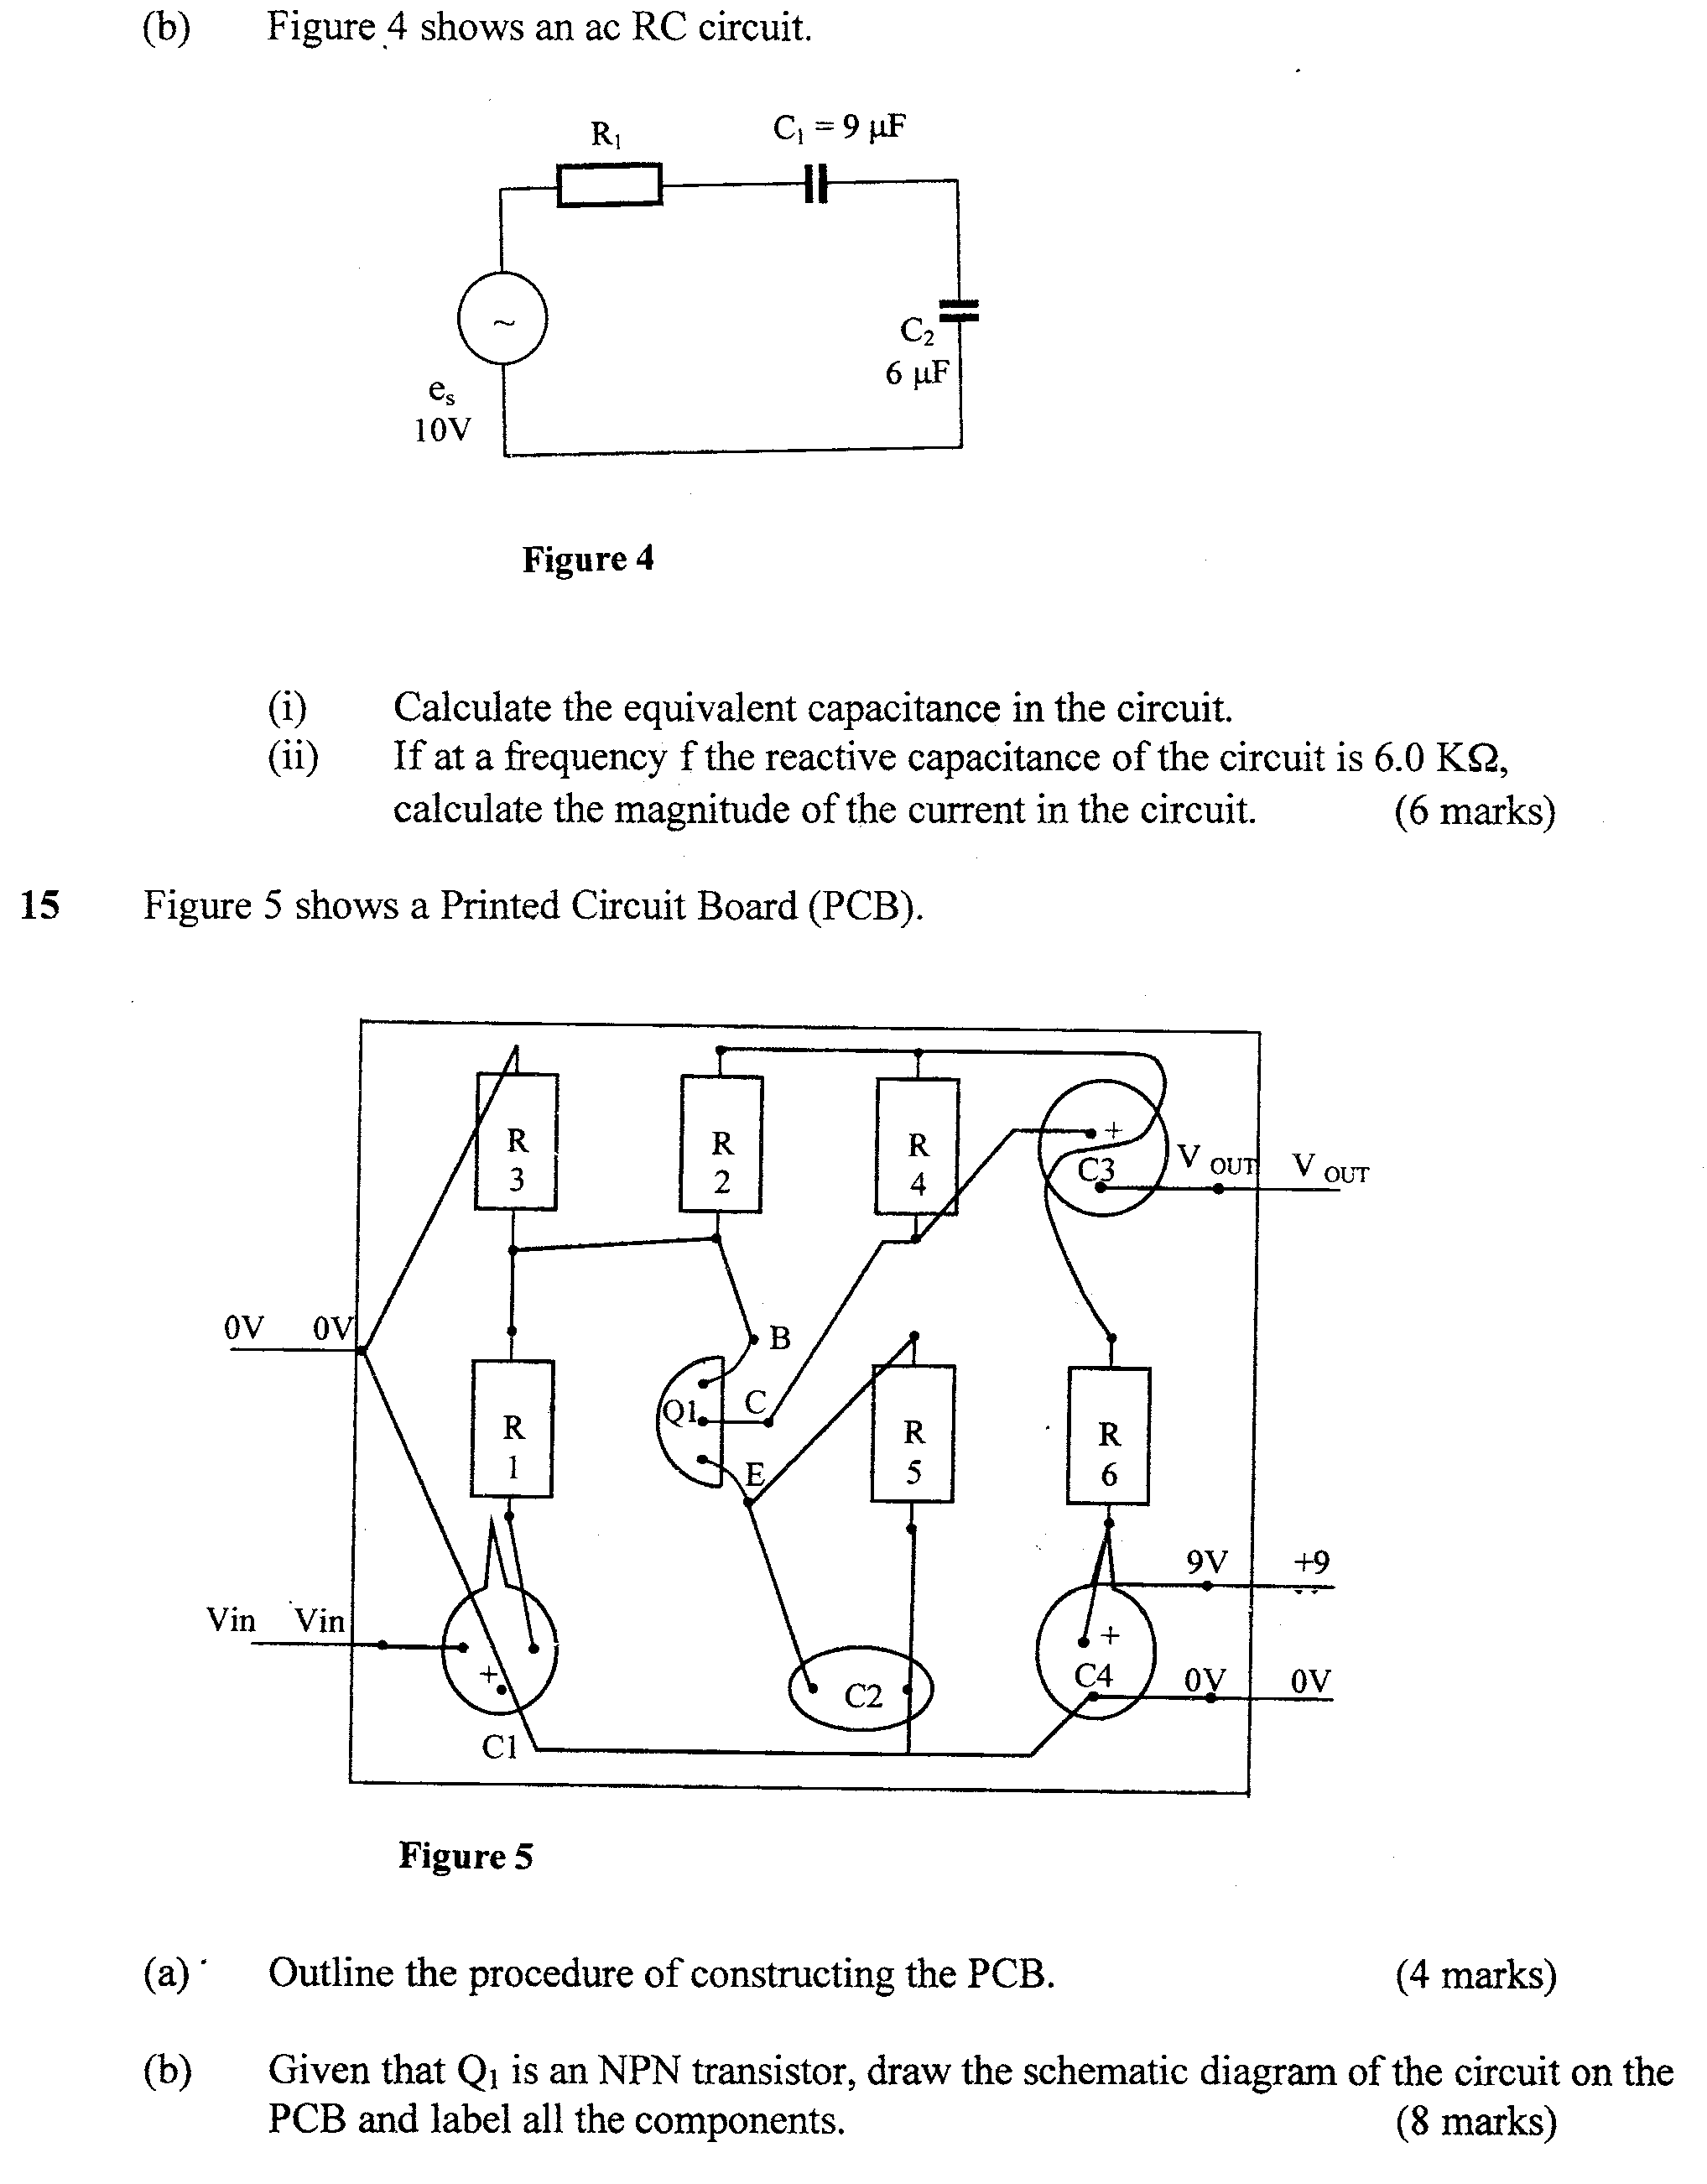 (b) Figure 4 shows an ac RC circuit.
R₁
C₁ = 9 µF
~
C₂
6 µF
eₛ
10V
Figure 4
(i) Calculate the equivalent capacitance in the circuit.
(ii) If at a frequency f the reactive capacitance of the circuit is 6.0 KΩ,
calculate the magnitude of the current in the circuit. (6 marks)
15 Figure 5 shows a Printed Circuit Board (PCB).
R
3
R
2
R
4
+
C3
V OUT
V OUT
0V
0V
B
Q1
C
E
R
1
R
5
R
6
9V
+9
Vin
Vin
+
C1
C2
+
C4
0V
0V
Figure 5
(a) Outline the procedure of constructing the PCB. (4 marks)
(b) Given that Q₁ is an NPN transistor, draw the schematic diagram of the circuit on the
PCB and label all the components. (8 marks)